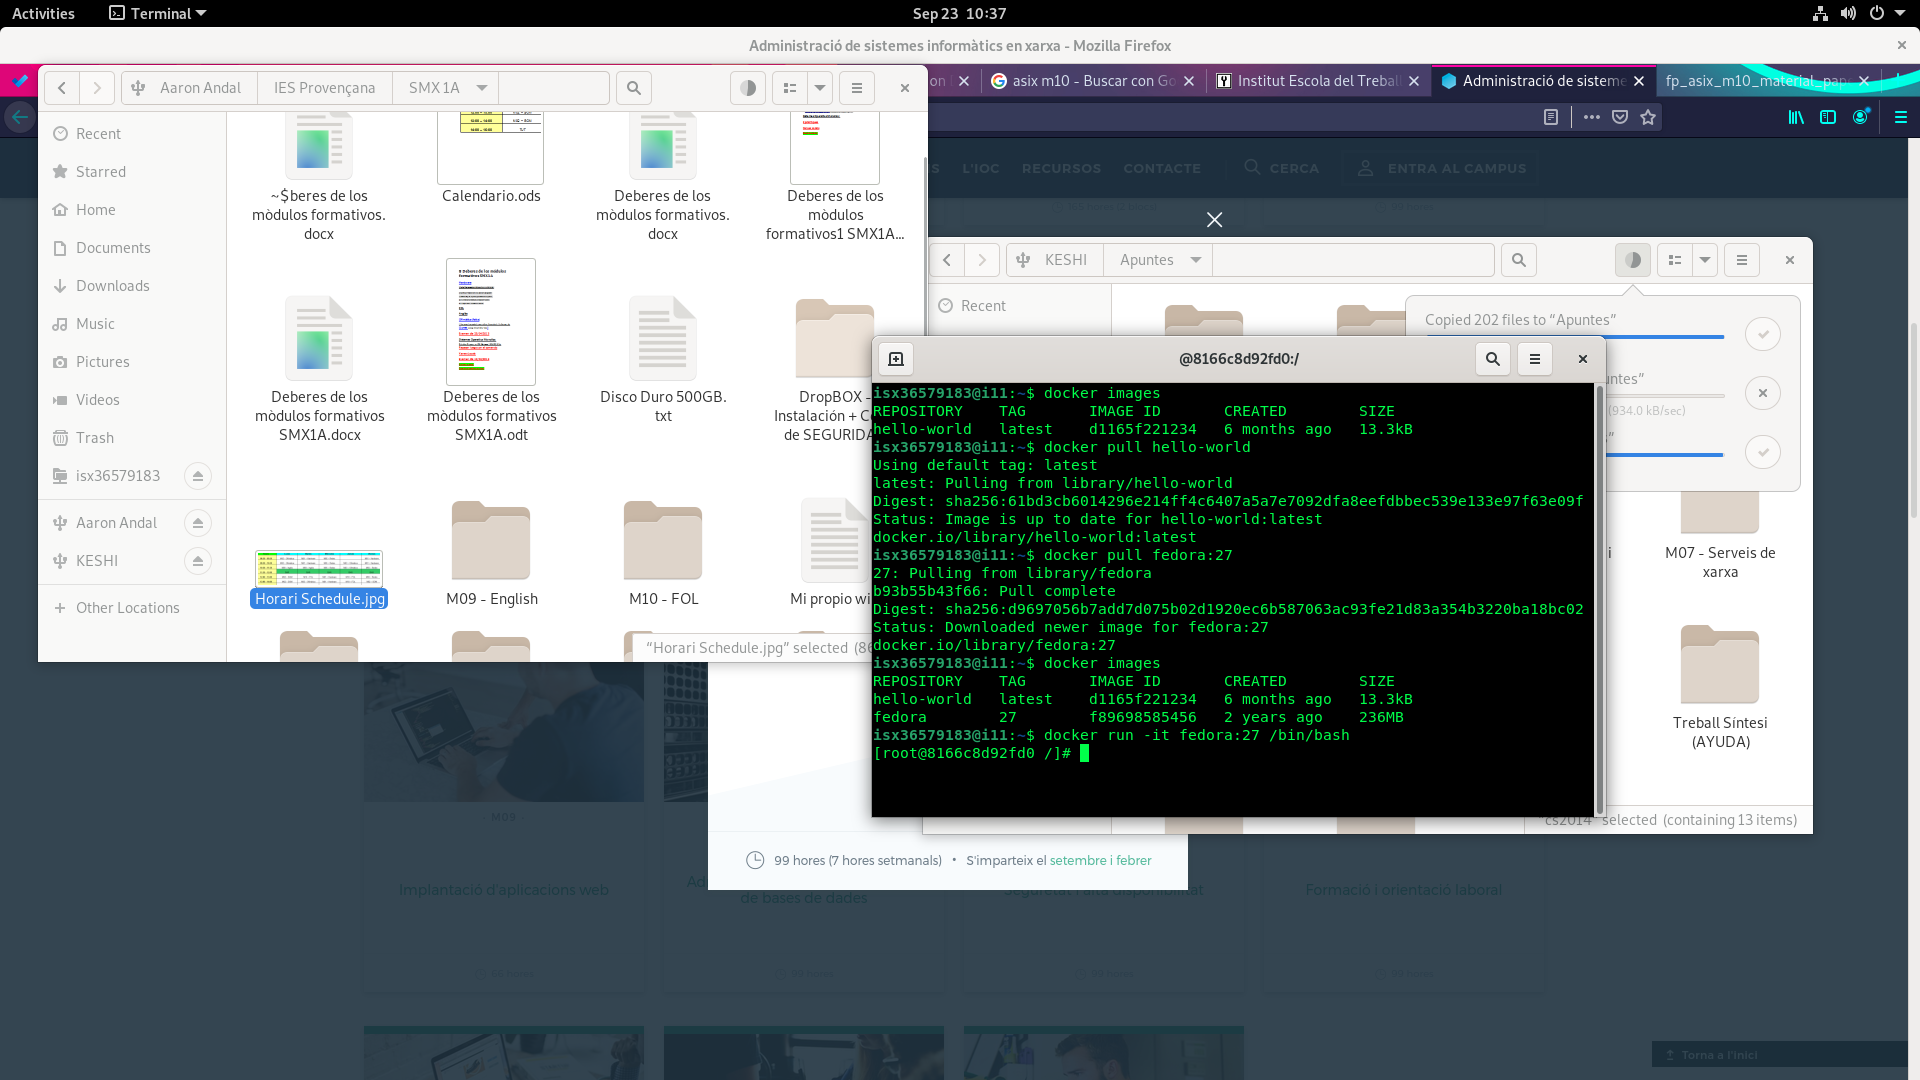 Activities
Terminal
Sep 23 10:37
Administració de sistemes informàtics en xarxa - Mozilla Firefox
asix m10 - Buscar con Go
Institut Escola del Trebal
Administració de sisteme
fp_asix_m10_material_pap
Aaron Andal
IES Provençana
SMX 1A
Recent
Starred
Home
Documents
Downloads
Music
Pictures
Videos
Trash
isx36579183
Aaron Andal
KESHI
Other Locations
~$beres de los
mòdulos formativos.
docx
Calendario.ods
Deberes de los
mòdulos formativos.
docx
Deberes de los
mòdulos
formativos1 SMX1A...
Deberes de los
mòdulos formativos
SMX1A.docx
Deberes de los
mòdulos formativos
SMX1A.odt
Disco Duro 500GB.
txt
DropBOX -
Instalación + C
de SEGURIDA
Horari Schedule.jpg
M09 - English
M10 - FOL
Mi propio wi
"Horari Schedule.jpg" selected (86
L'IOC
RECURSOS
CONTACTE
CERCA
ENTRA AL CAMPUS
KESHI
Apuntes
Recent
Copied 202 files to "Apuntes"
ntes"
(934.0 kB/sec)
M07 - Serveis de
xarxa
Treball Síntesi
(AYUDA)
"cs2014" selected (containing 13 items)
@8166c8d92fd0:/
isx36579183@i11:~$ docker images
REPOSITORY TAG IMAGE ID CREATED SIZE
hello-world latest d1165f221234 6 months ago 13.3kB
isx36579183@i11:~$ docker pull hello-world
Using default tag: latest
latest: Pulling from library/hello-world
Digest: sha256:61bd3cb6014296e214ff4c6407a5a7e7092dfa8eefdbbec539e133e97f63e09f
Status: Image is up to date for hello-world:latest
docker.io/library/hello-world:latest
isx36579183@i11:~$ docker pull fedora:27
27: Pulling from library/fedora
b93b55b43f66: Pull complete
Digest: sha256:d9697056b7add7d075b02d1920ec6b587063ac93fe21d83a354b3220ba18bc02
Status: Downloaded newer image for fedora:27
docker.io/library/fedora:27
isx36579183@i11:~$ docker images
REPOSITORY TAG IMAGE ID CREATED SIZE
hello-world latest d1165f221234 6 months ago 13.3kB
fedora 27 f89698585456 2 years ago 236MB
isx36579183@i11:~$ docker run -it fedora:27 /bin/bash
[root@8166c8d92fd0 /]#
99 hores (7 hores setmanals) • S'imparteix el setembre i febrer
M09
Implantació d'aplicacions web
de bases de dades
Seguretat i alta disponibilitat
Formació i orientació laboral
Torna a l'inici